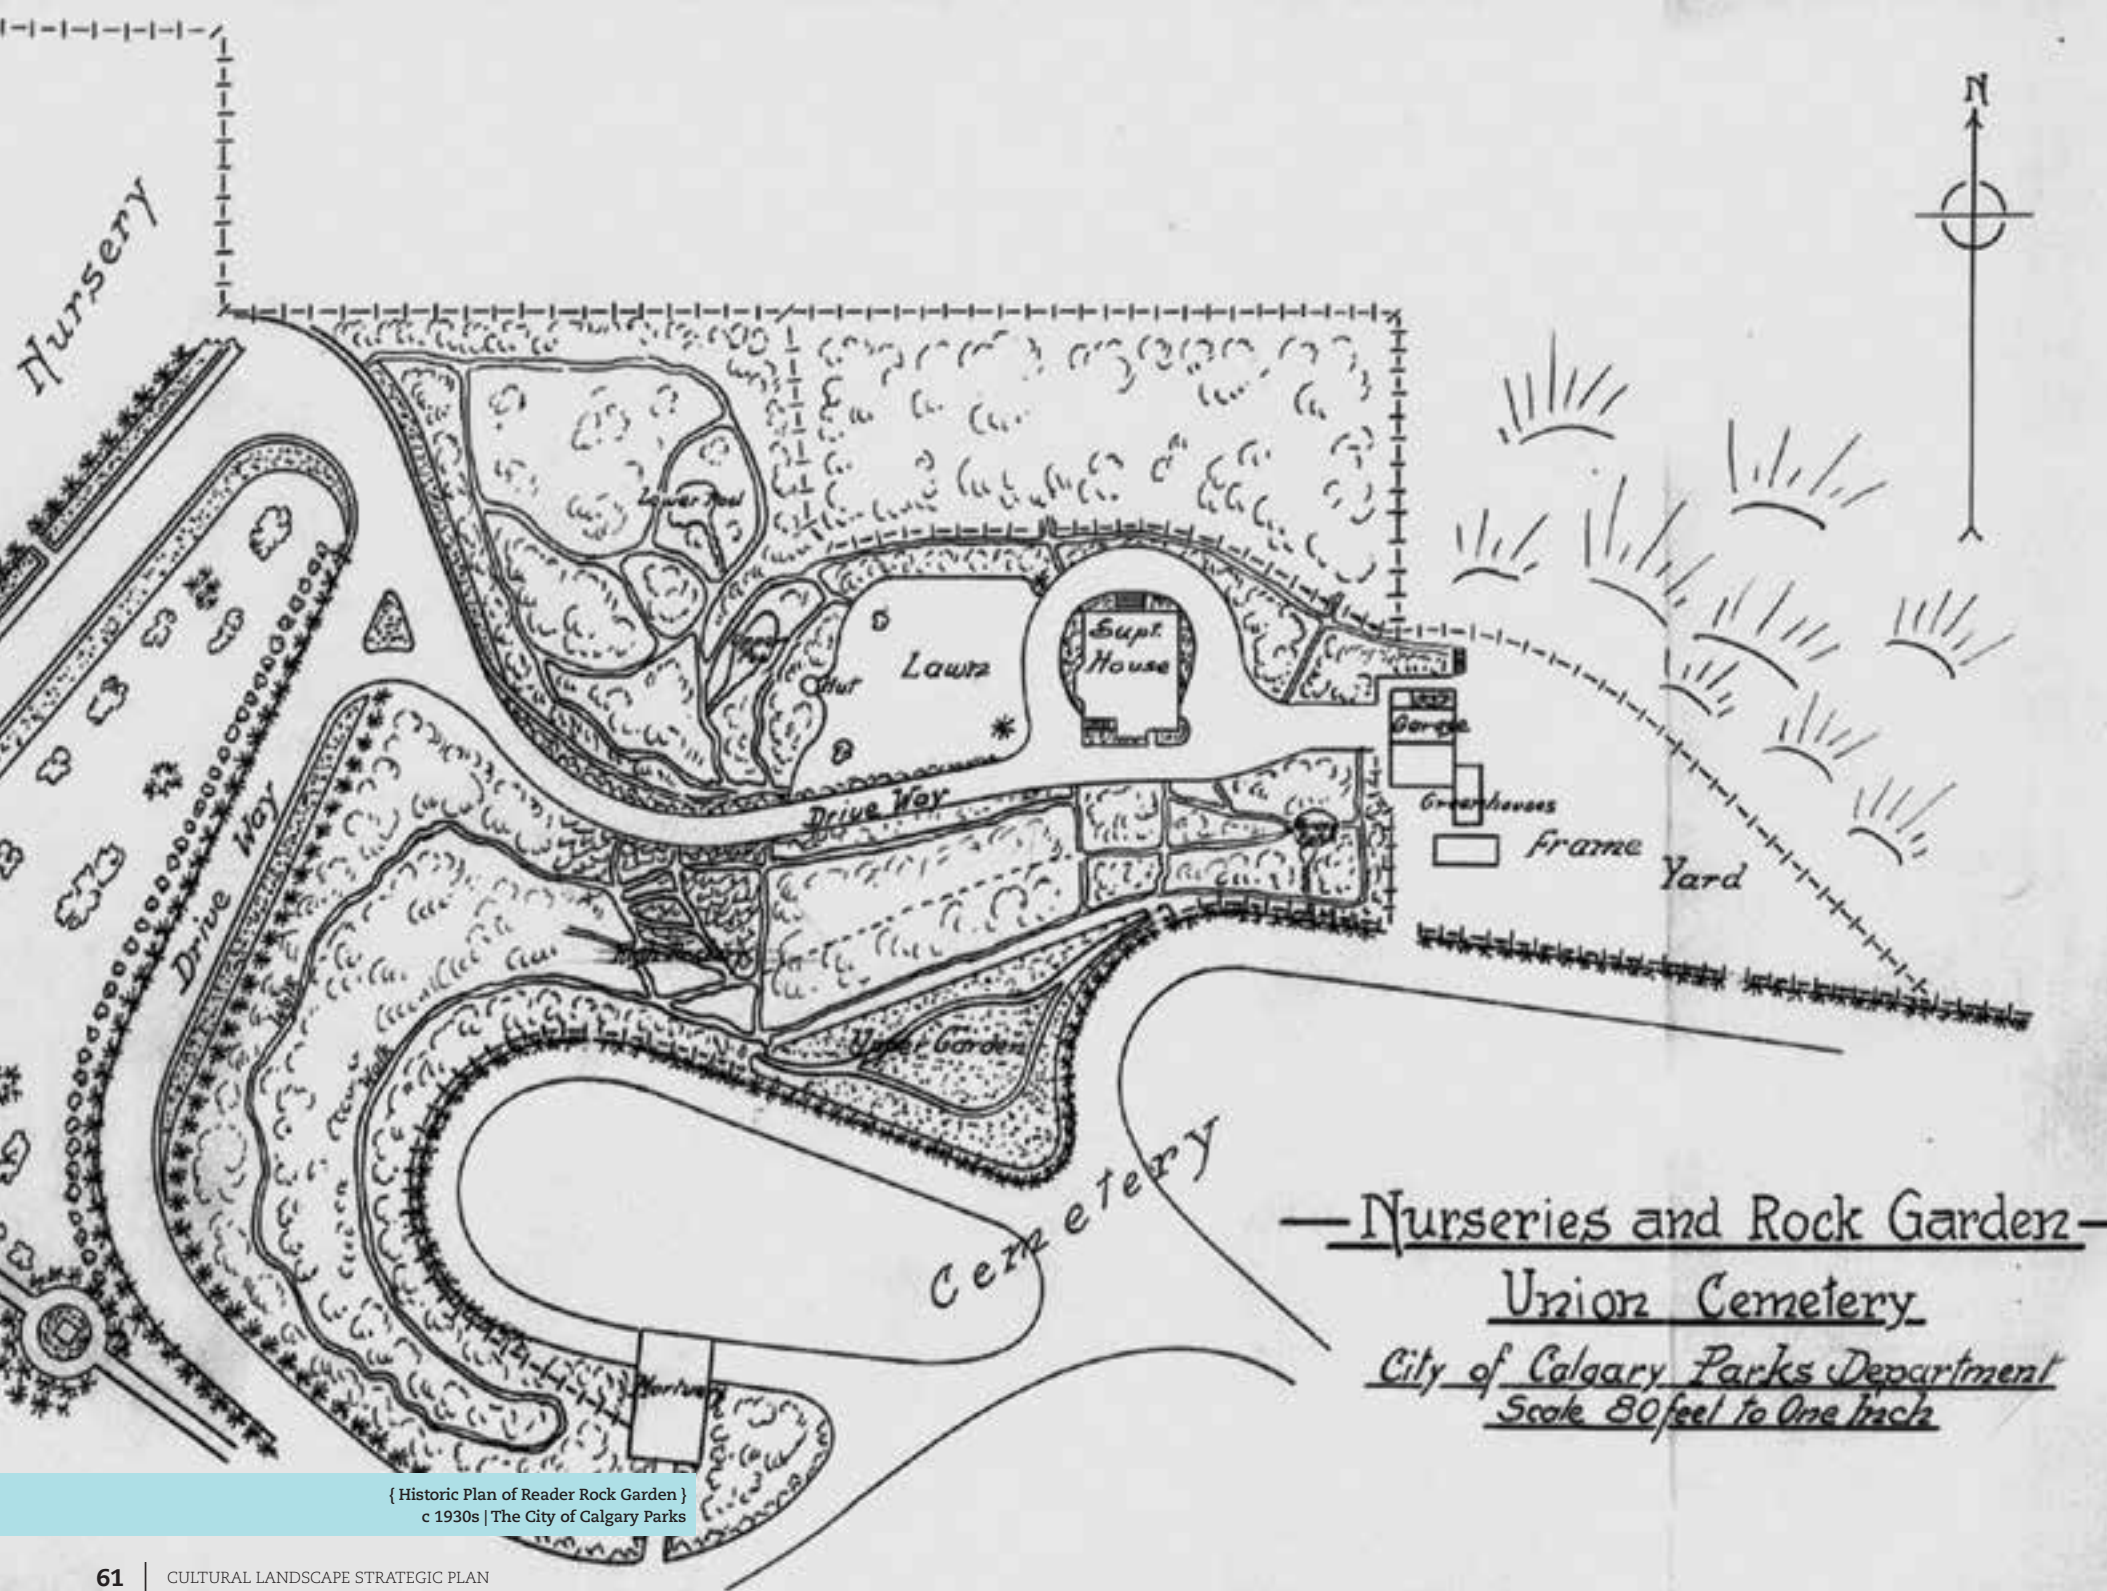 N
Nursery
Lower Pool
Upper
Hut
Lawn
Supt.
House
Garage
Drive Way
Greenhouses
Frame
Yard
Drive Way
Upper Garden
Cemetery
— Nurseries and Rock Garden —
Union Cemetery
City of Calgary Parks Department
Scale 80 feet to One Inch
{ Historic Plan of Reader Rock Garden }
c 1930s | The City of Calgary Parks
61 | CULTURAL LANDSCAPE STRATEGIC PLAN